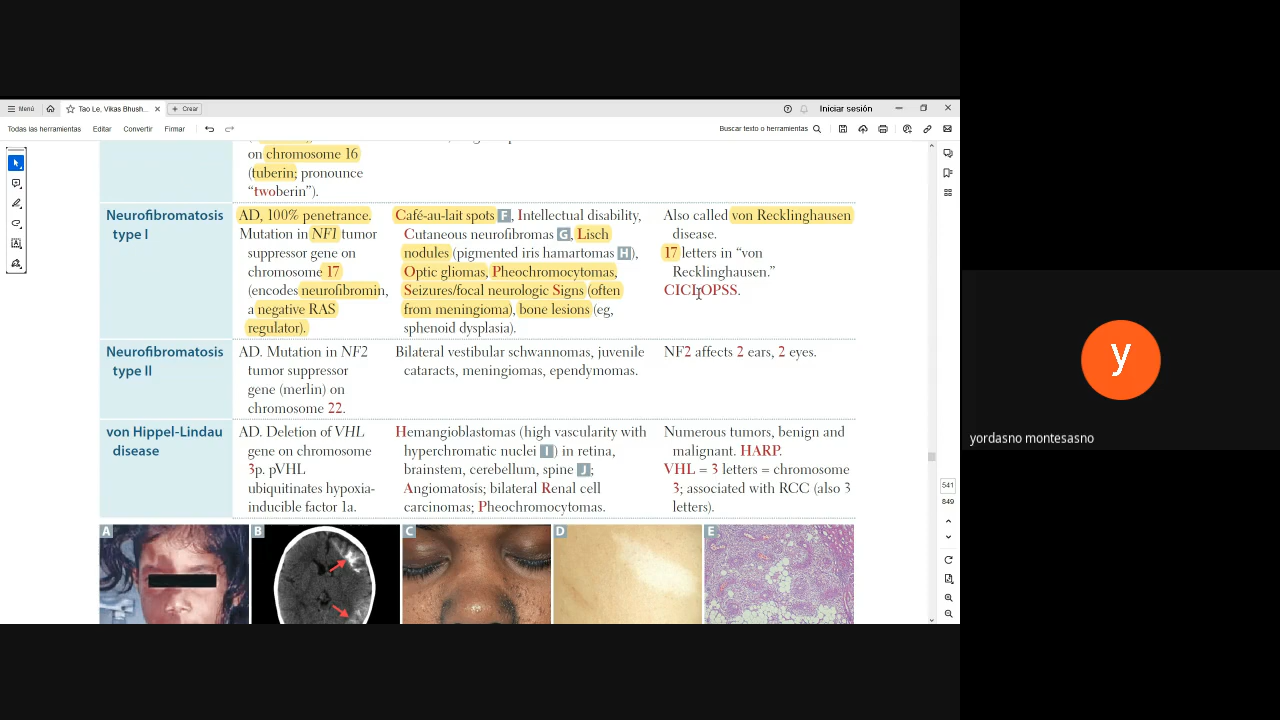 Menú
Tao Le, Vikas Bhush...
Crear
Iniciar sesión
Todas las herramientas Editar Convertir Firmar
Buscar texto o herramientas
on chromosome 16
(tuberin; pronounce
“twoberin”).
Neurofibromatosis
type I
AD, 100% penetrance.
Mutation in NF1 tumor
suppressor gene on
chromosome 17
(encodes neurofibromin,
a negative RAS
regulator).
Café-au-lait spots F, Intellectual disability,
Cutaneous neurofibromas G, Lisch
nodules (pigmented iris hamartomas H),
Optic gliomas, Pheochromocytomas,
Seizures/focal neurologic Signs (often
from meningioma), bone lesions (eg,
sphenoid dysplasia).
Also called von Recklinghausen
disease.
17 letters in “von
Recklinghausen.”
CICLOPSS.
Neurofibromatosis
type II
AD. Mutation in NF2
tumor suppressor
gene (merlin) on
chromosome 22.
Bilateral vestibular schwannomas, juvenile
cataracts, meningiomas, ependymomas.
NF2 affects 2 ears, 2 eyes.
von Hippel-Lindau
disease
AD. Deletion of VHL
gene on chromosome
3p. pVHL
ubiquitinates hypoxia-
inducible factor 1a.
Hemangioblastomas (high vascularity with
hyperchromatic nuclei I) in retina,
brainstem, cerebellum, spine J;
Angiomatosis; bilateral Renal cell
carcinomas; Pheochromocytomas.
Numerous tumors, benign and
malignant. HARP.
VHL = 3 letters = chromosome
3; associated with RCC (also 3
letters).
A
B
C
D
E
541
849
y
yordasno montesasno